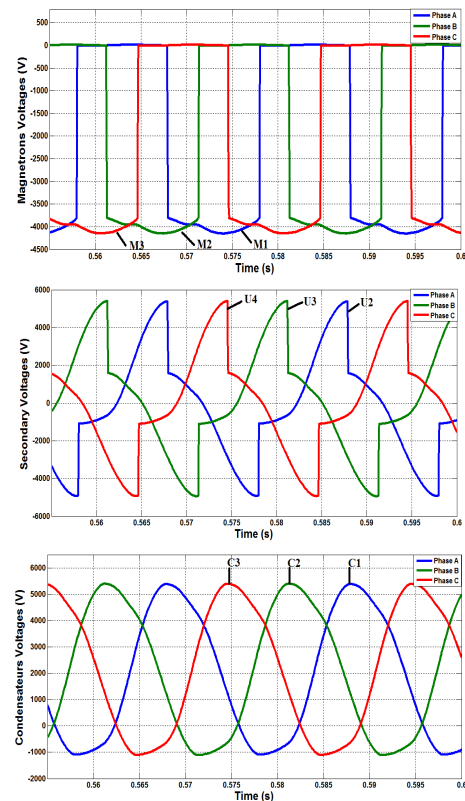 Phase A
Phase B
Phase C
Magnetrons Voltages (V)
500
0
-500
-1000
-1500
-2000
-2500
-3000
-3500
-4000
-4500
M3
M2
M1
0.56 0.565 0.57 0.575 0.58 0.585 0.59 0.595 0.6
Time (s)
U4
U3
U2
Phase A
Phase B
Phase C
Secondary Voltages (V)
6000
4000
2000
0
-2000
-4000
-6000
0.56 0.565 0.57 0.575 0.58 0.585 0.59 0.595 0.6
Time (s)
C3
C2
C1
Phase A
Phase B
Phase C
Condensateurs Voltages (V)
6000
5000
4000
3000
2000
1000
0
-1000
-2000
0.56 0.565 0.57 0.575 0.58 0.585 0.59 0.595 0.6
Time (s)